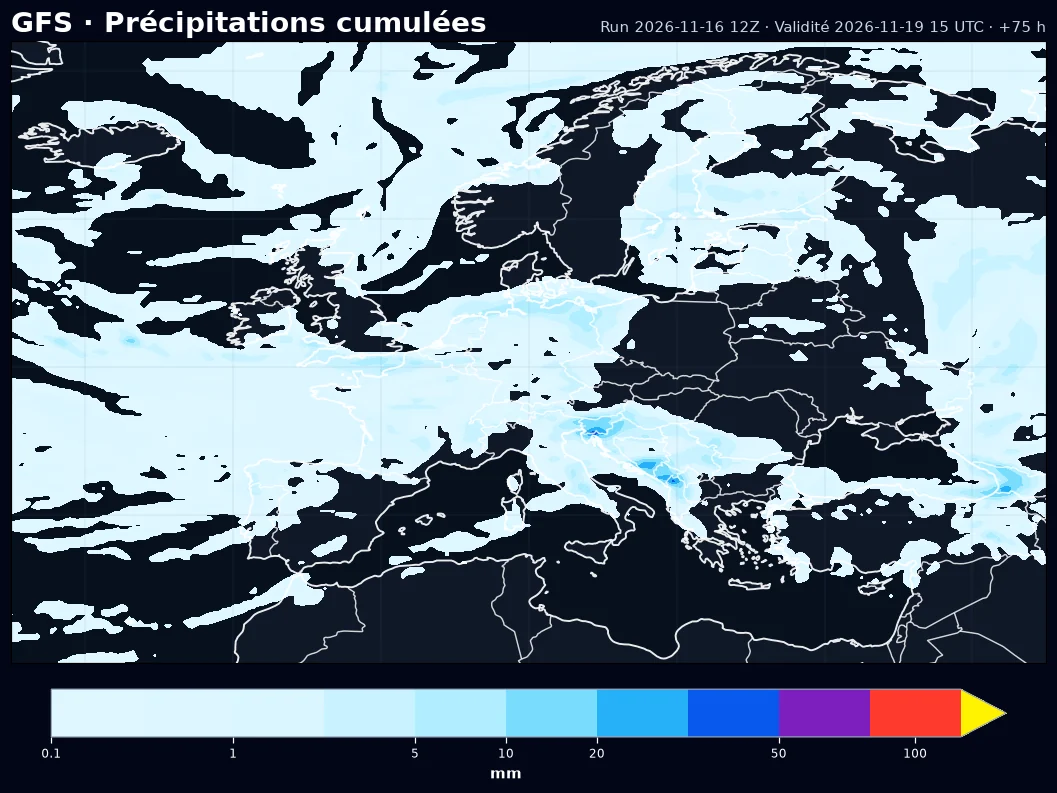 GFS · Précipitations cumulées
Run 2026-11-16 12Z · Validité 2026-11-19 15 UTC · +75 h
0.1 1 5 10 20 50 100
mm